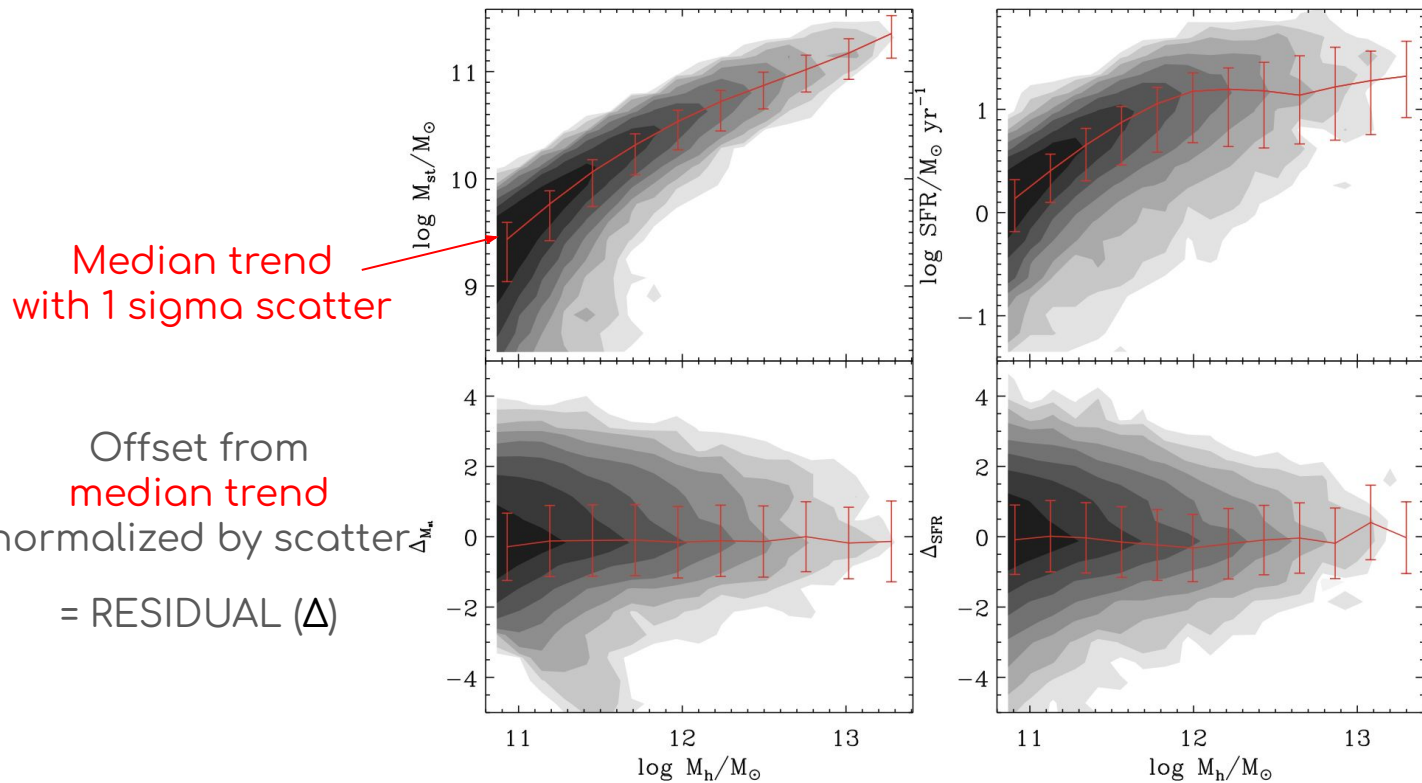 Median trend
with 1 sigma scatter
Offset from
median trend
normalized by scatter
= RESIDUAL (Δ)
log M_st/M_⊙
11
10
9
log SFR/M_⊙ yr⁻¹
1
0
−1
Δ_M_st
4
2
0
−2
−4
Δ_SFR
4
2
0
−2
−4
11 12 13
log M_h/M_⊙
11 12 13
log M_h/M_⊙